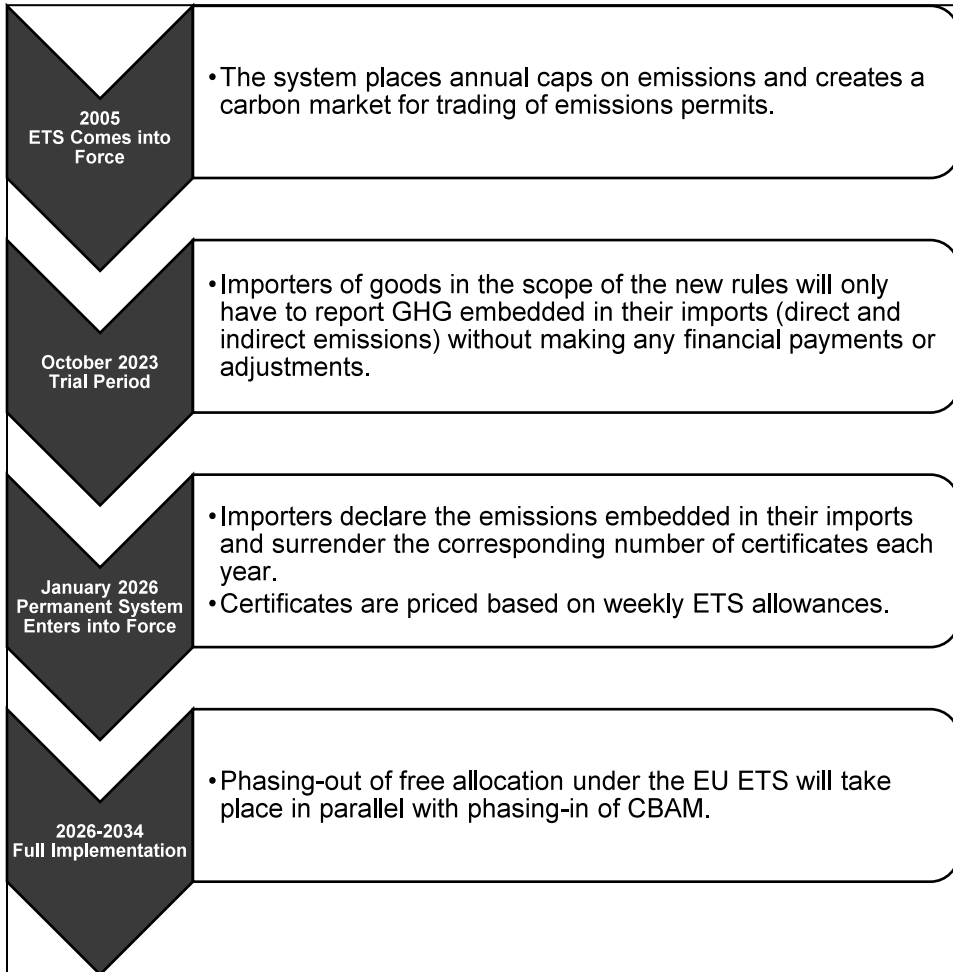 2005
ETS Comes into
Force
•The system places annual caps on emissions and creates a
carbon market for trading of emissions permits.
October 2023
Trial Period
•Importers of goods in the scope of the new rules will only
have to report GHG embedded in their imports (direct and
indirect emissions) without making any financial payments or
adjustments.
January 2026
Permanent System
Enters into Force
•Importers declare the emissions embedded in their imports
and surrender the corresponding number of certificates each
year.
•Certificates are priced based on weekly ETS allowances.
2026-2034
Full Implementation
•Phasing-out of free allocation under the EU ETS will take
place in parallel with phasing-in of CBAM.